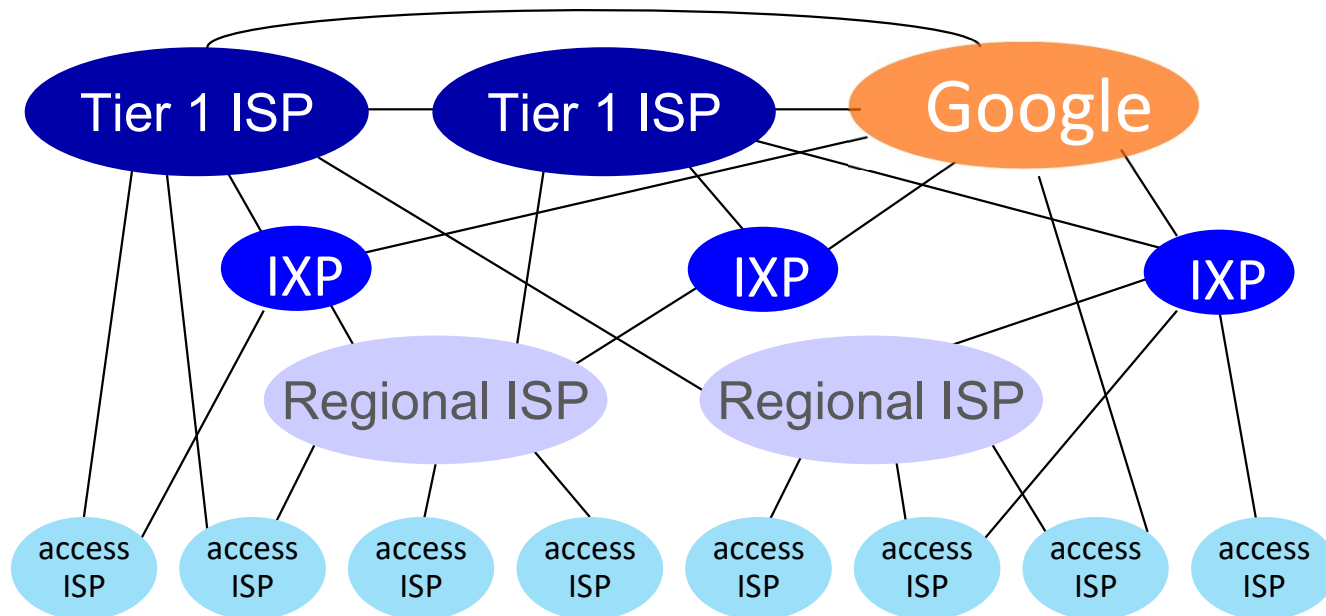 Tier 1 ISP
Tier 1 ISP
Google
IXP
IXP
IXP
Regional ISP
Regional ISP
access
ISP
access
ISP
access
ISP
access
ISP
access
ISP
access
ISP
access
ISP
access
ISP